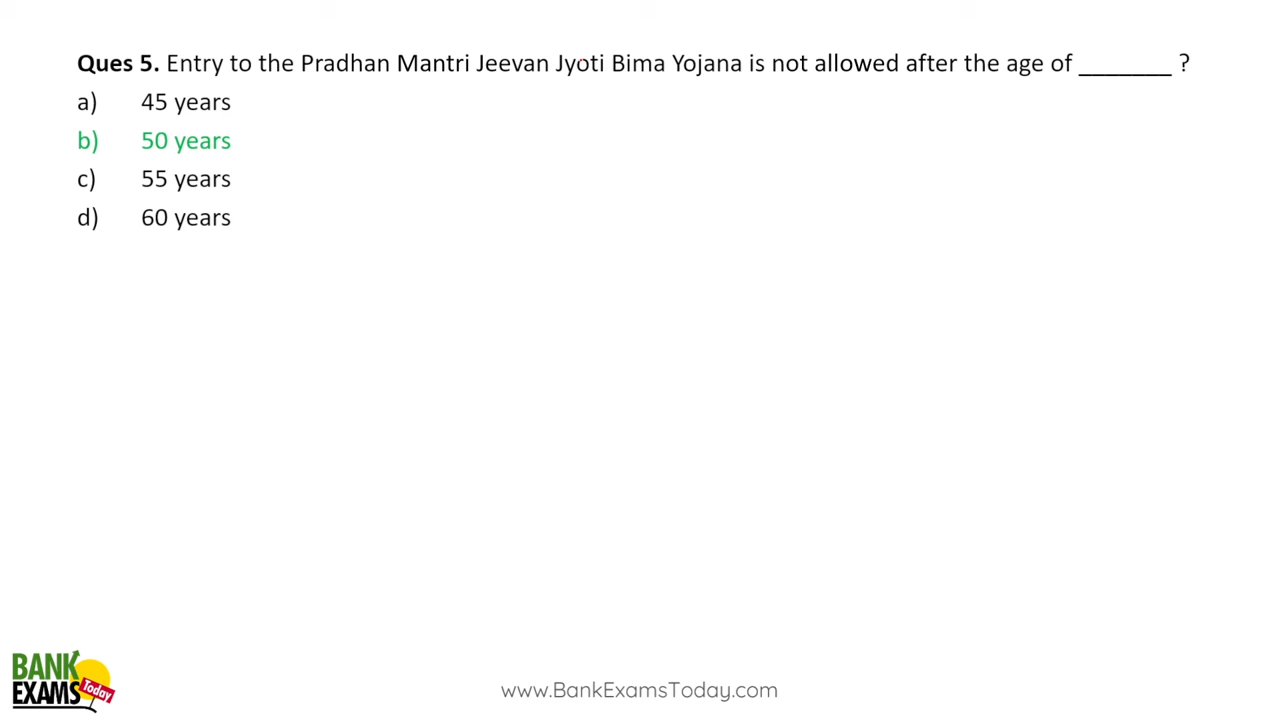 Ques 5. Entry to the Pradhan Mantri Jeevan Jyoti Bima Yojana is not allowed after the age of _______ ?
a) 45 years
b) 50 years
c) 55 years
d) 60 years
BANK
EXAMS Today
www.BankExamsToday.com